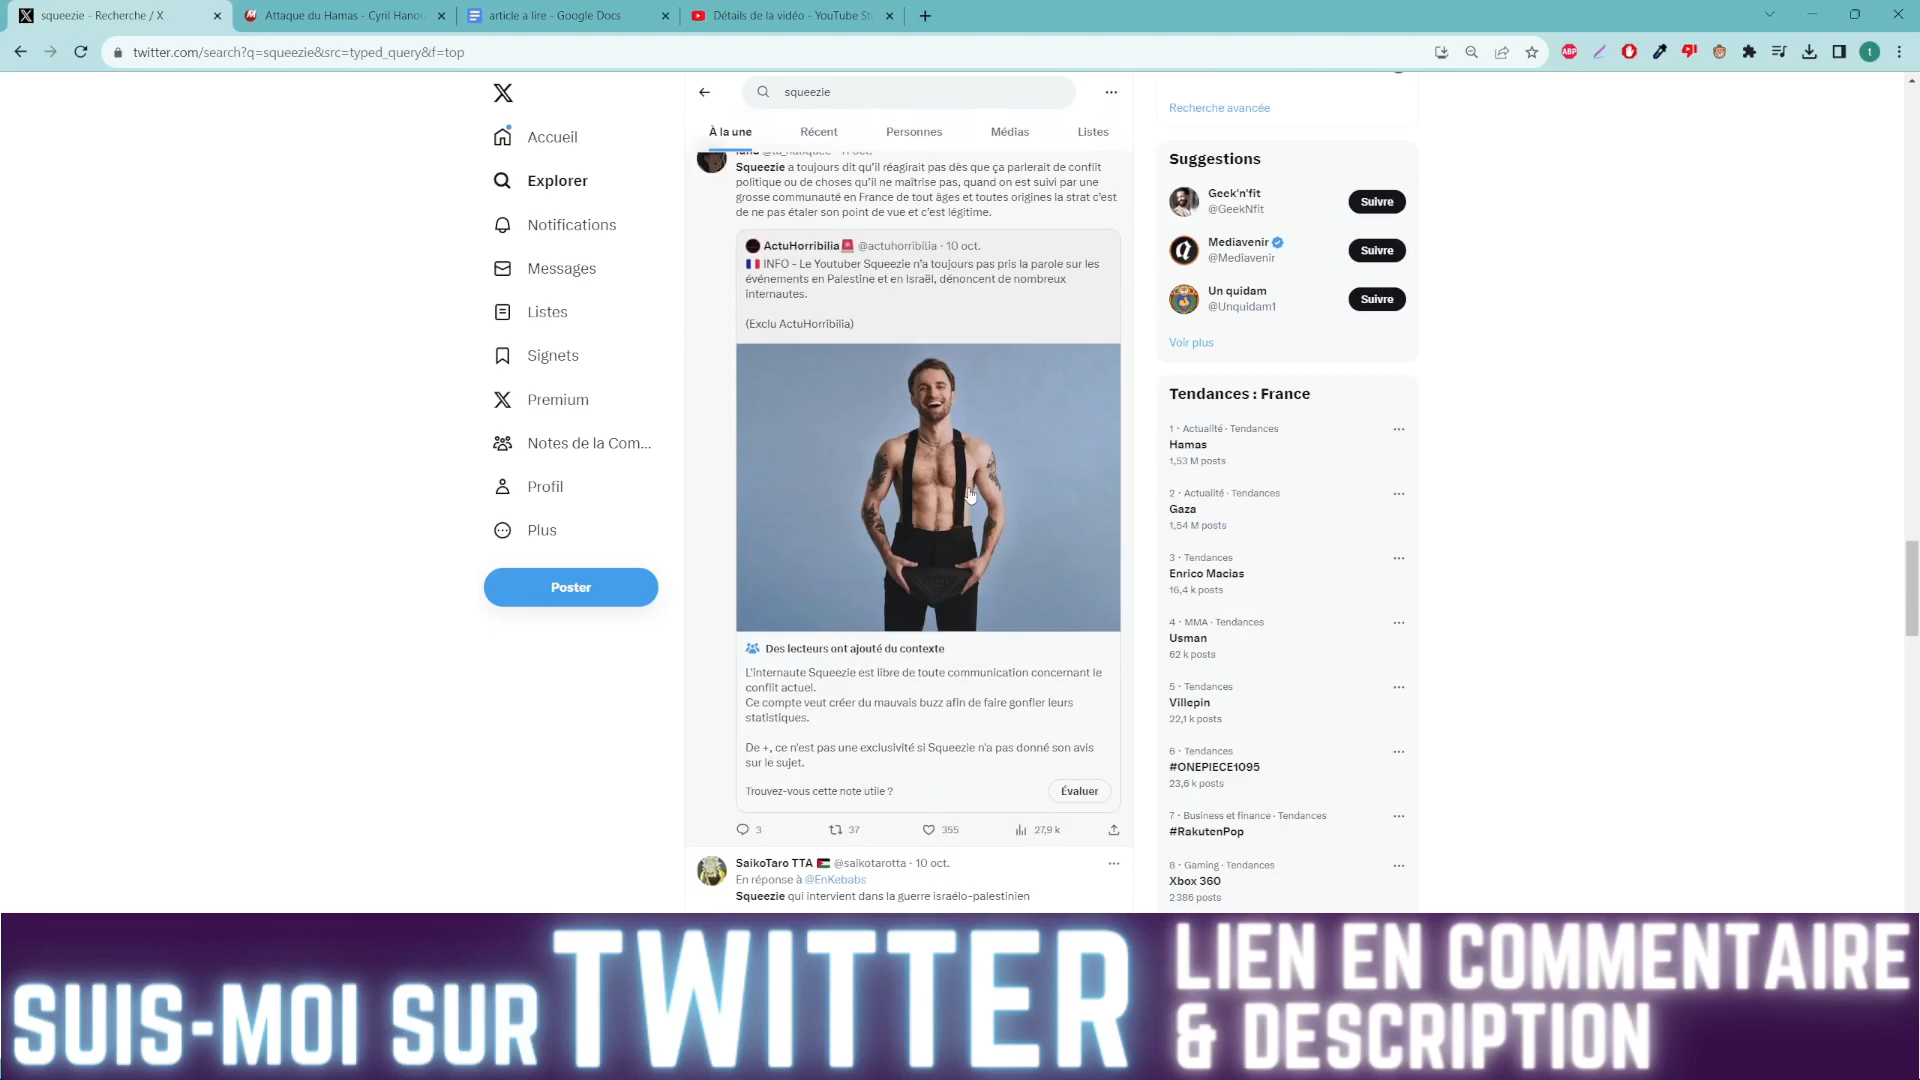 squeezie - Recherche / X
Attaque du Hamas - Cyril Hanou
article a lire - Google Docs
Détails de la vidéo - YouTube St
twitter.com/search?q=squeezie&src=typed_query&f=top
ABP
t
squeezie
À la une
Récent
Personnes
Médias
Listes
Accueil
Explorer
Notifications
Messages
Listes
Signets
Premium
Notes de la Com...
Profil
Plus
Poster
Squeezie a toujours dit qu'il réagirait pas dès que ça parlerait de conflit
politique ou de choses qu'il ne maîtrise pas, quand on est suivi par une
grosse communauté en France de tout âges et toutes origines la strat c'est
de ne pas étaler son point de vue et c'est légitime.
ActuHorribilia @actuhorribilia · 10 oct.
INFO - Le Youtuber Squeezie n'a toujours pas pris la parole sur les
événements en Palestine et en Israël, dénoncent de nombreux
internautes.
(Exclu ActuHorribilia)
Des lecteurs ont ajouté du contexte
L'internaute Squeezie est libre de toute communication concernant le
conflit actuel.
Ce compte veut créer du mauvais buzz afin de faire gonfler leurs
statistiques.
De +, ce n'est pas une exclusivité si Squeezie n'a pas donné son avis
sur le sujet.
Trouvez-vous cette note utile ?
Évaluer
3
37
355
27,9 k
SaikoTaro TTA @saikotarotta · 10 oct.
En réponse à @EnKebabs
Squeezie qui intervient dans la guerre israélo-palestinien
Recherche avancée
Suggestions
Geek'n'fit
@GeekNfit
Suivre
Mediavenir
@Mediavenir
Suivre
Un quidam
@Unquidam1
Suivre
Voir plus
Tendances : France
1 · Actualité · Tendances
Hamas
1,53 M posts
2 · Actualité · Tendances
Gaza
1,54 M posts
3 · Tendances
Enrico Macias
16,4 k posts
4 · MMA · Tendances
Usman
62 k posts
5 · Tendances
Villepin
22,1 k posts
6 · Tendances
#ONEPIECE1095
23,6 k posts
7 · Business et finance · Tendances
#RakutenPop
8 · Gaming · Tendances
Xbox 360
2 386 posts
SUIS-MOI SUR TWITTER
LIEN EN COMMENTAIRE
& DESCRIPTION